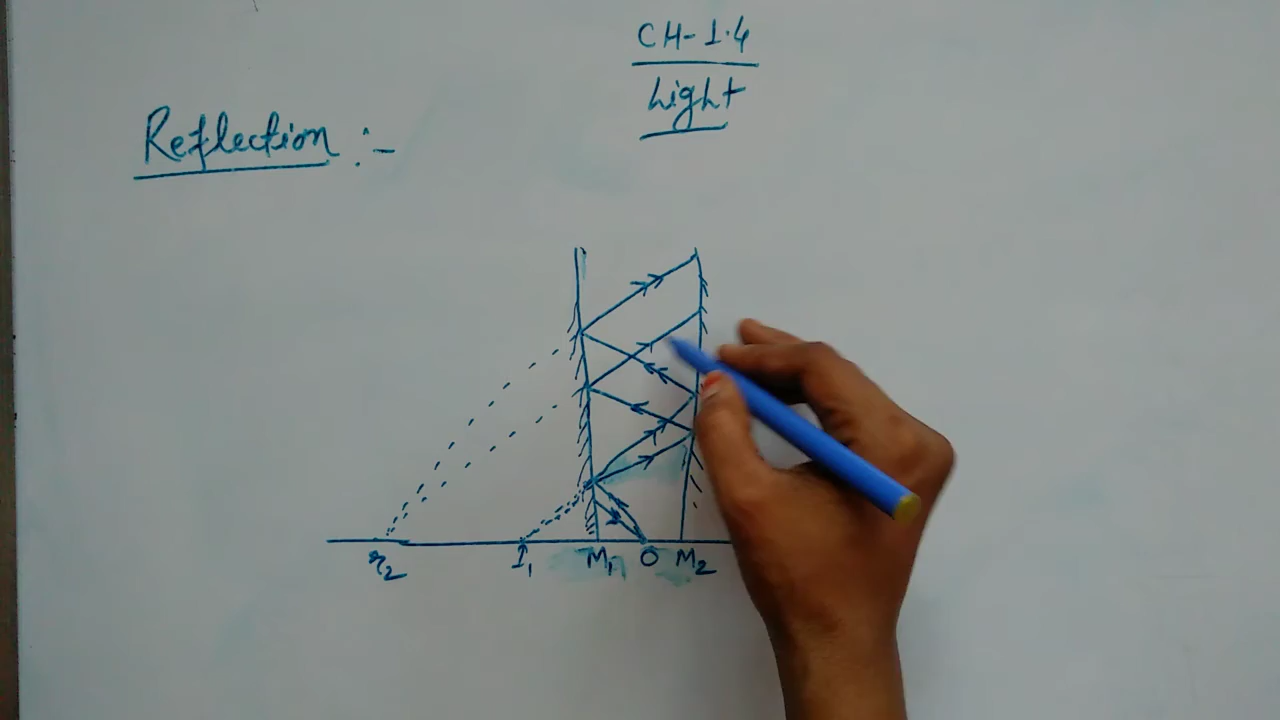 CH-1.4
Light
Reflection :-
I₂ I₁ M₁ O M₂